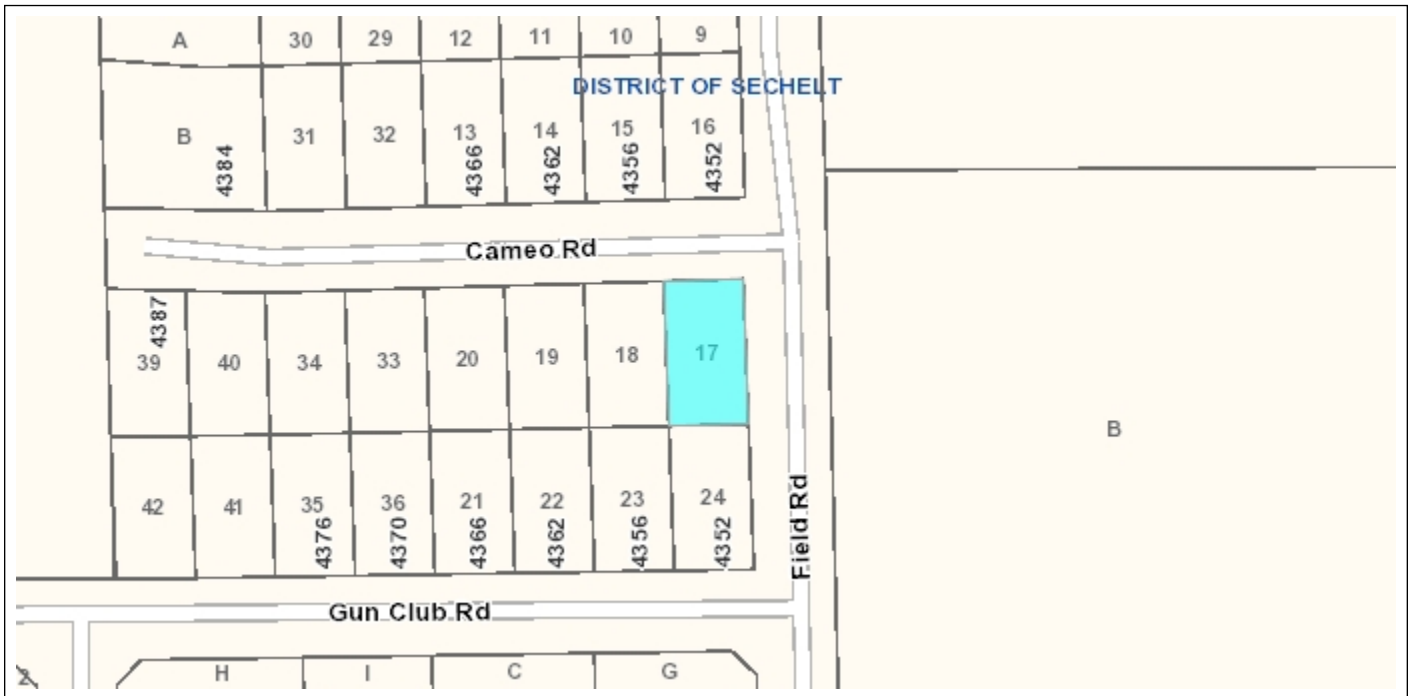 A 30 29 12 11 10 9
DISTRICT OF SECHELT
B 31 32 13 14 15 16
4384 4366 4362 4356 4352
Cameo Rd
4387
39 40 34 33 20 19 18 17
B
42 41 35 36 21 22 23 24
4376 4370 4366 4362 4356 4352
Field Rd
Gun Club Rd
2 H I C G